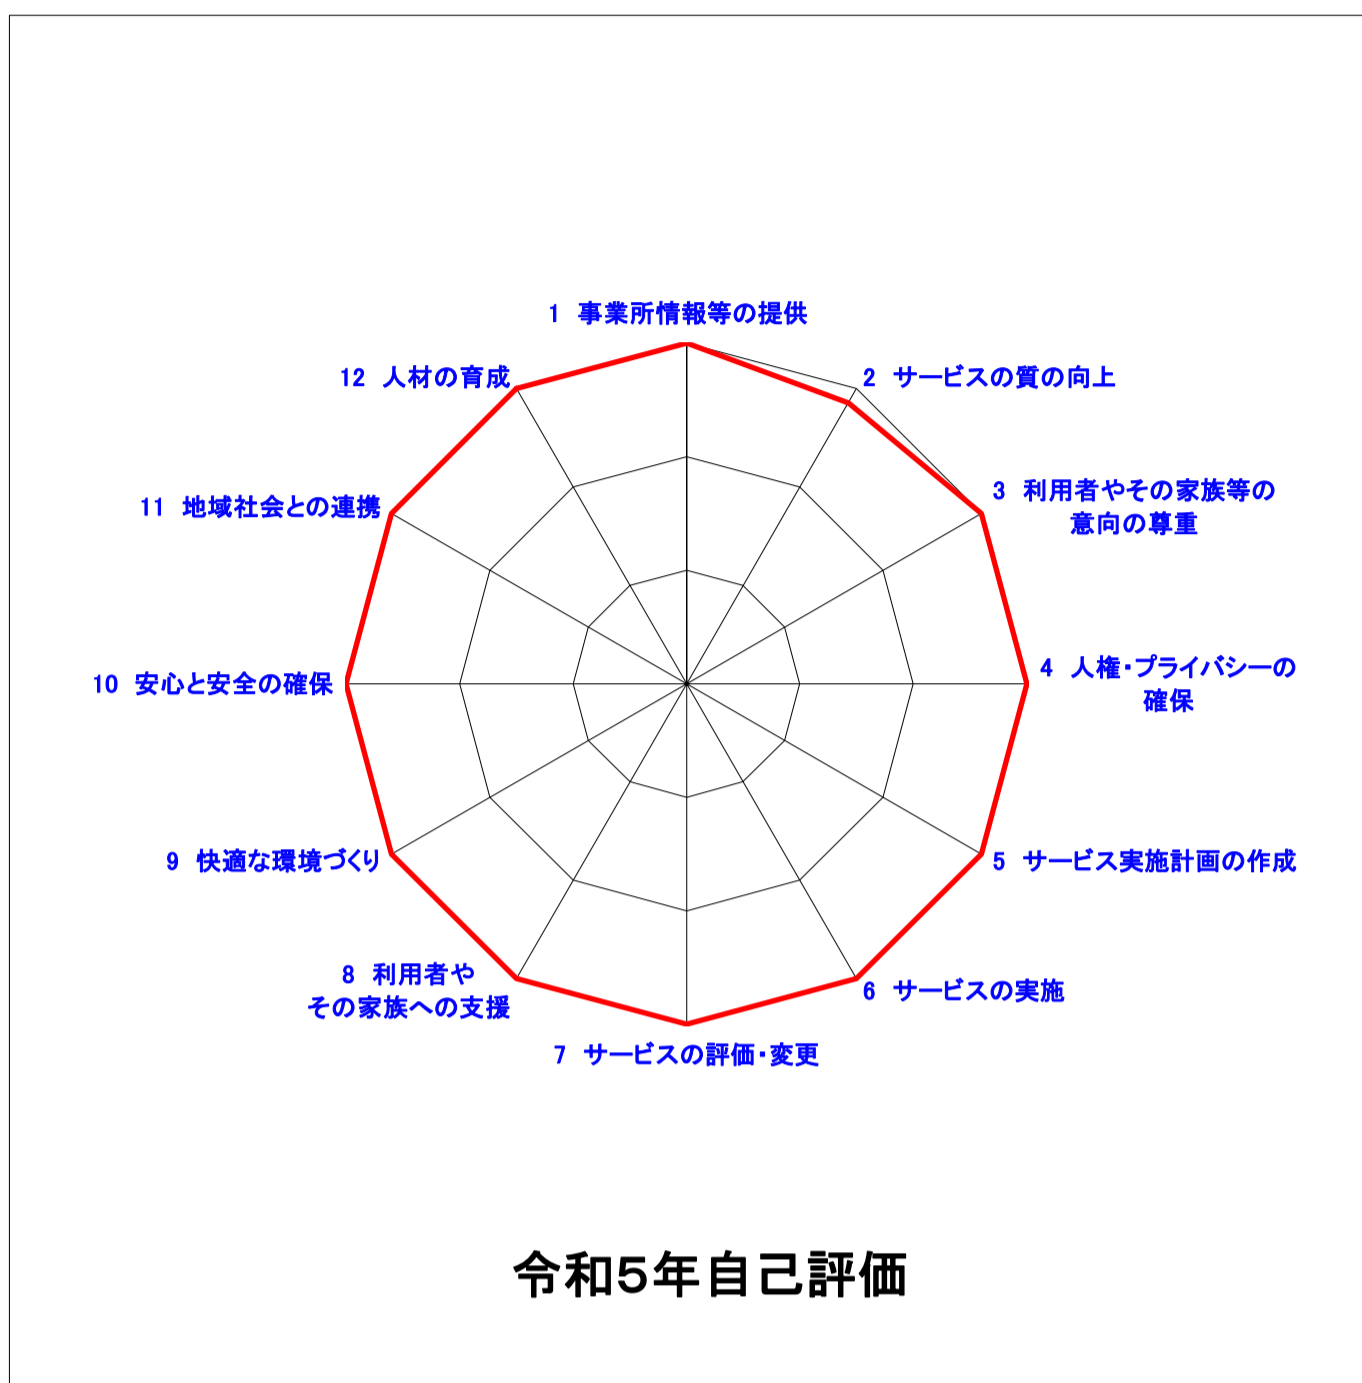 1 事業所情報等の提供
2 サービスの質の向上
3 利用者やその家族等の
意向の尊重
4 人権・プライバシーの
確保
5 サービス実施計画の作成
6 サービスの実施
7 サービスの評価・変更
8 利用者や
その家族への支援
9 快適な環境づくり
10 安心と安全の確保
11 地域社会との連携
12 人材の育成
令和5年自己評価